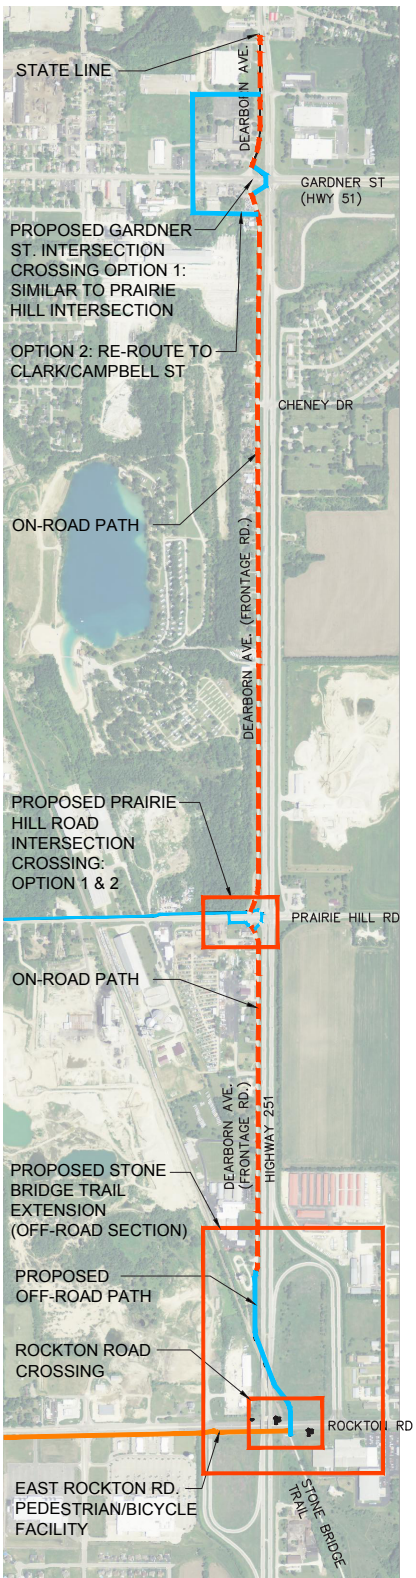 STATE LINE
DEARBORN AVE.
GARDNER ST
(HWY 51)
PROPOSED GARDNER
ST. INTERSECTION
CROSSING OPTION 1:
SIMILAR TO PRAIRIE
HILL INTERSECTION
OPTION 2: RE-ROUTE TO
CLARK/CAMPBELL ST
CHENEY DR
ON-ROAD PATH
DEARBORN AVE. (FRONTAGE RD.)
PROPOSED PRAIRIE
HILL ROAD
INTERSECTION
CROSSING:
OPTION 1 & 2
PRAIRIE HILL RD
ON-ROAD PATH
DEARBORN AVE.
(FRONTAGE RD.)
HIGHWAY 251
PROPOSED STONE
BRIDGE TRAIL
EXTENSION
(OFF-ROAD SECTION)
PROPOSED
OFF-ROAD PATH
ROCKTON ROAD
CROSSING
ROCKTON RD
EAST ROCKTON RD.
PEDESTRIAN/BICYCLE
FACILITY
STONE BRIDGE
TRAIL